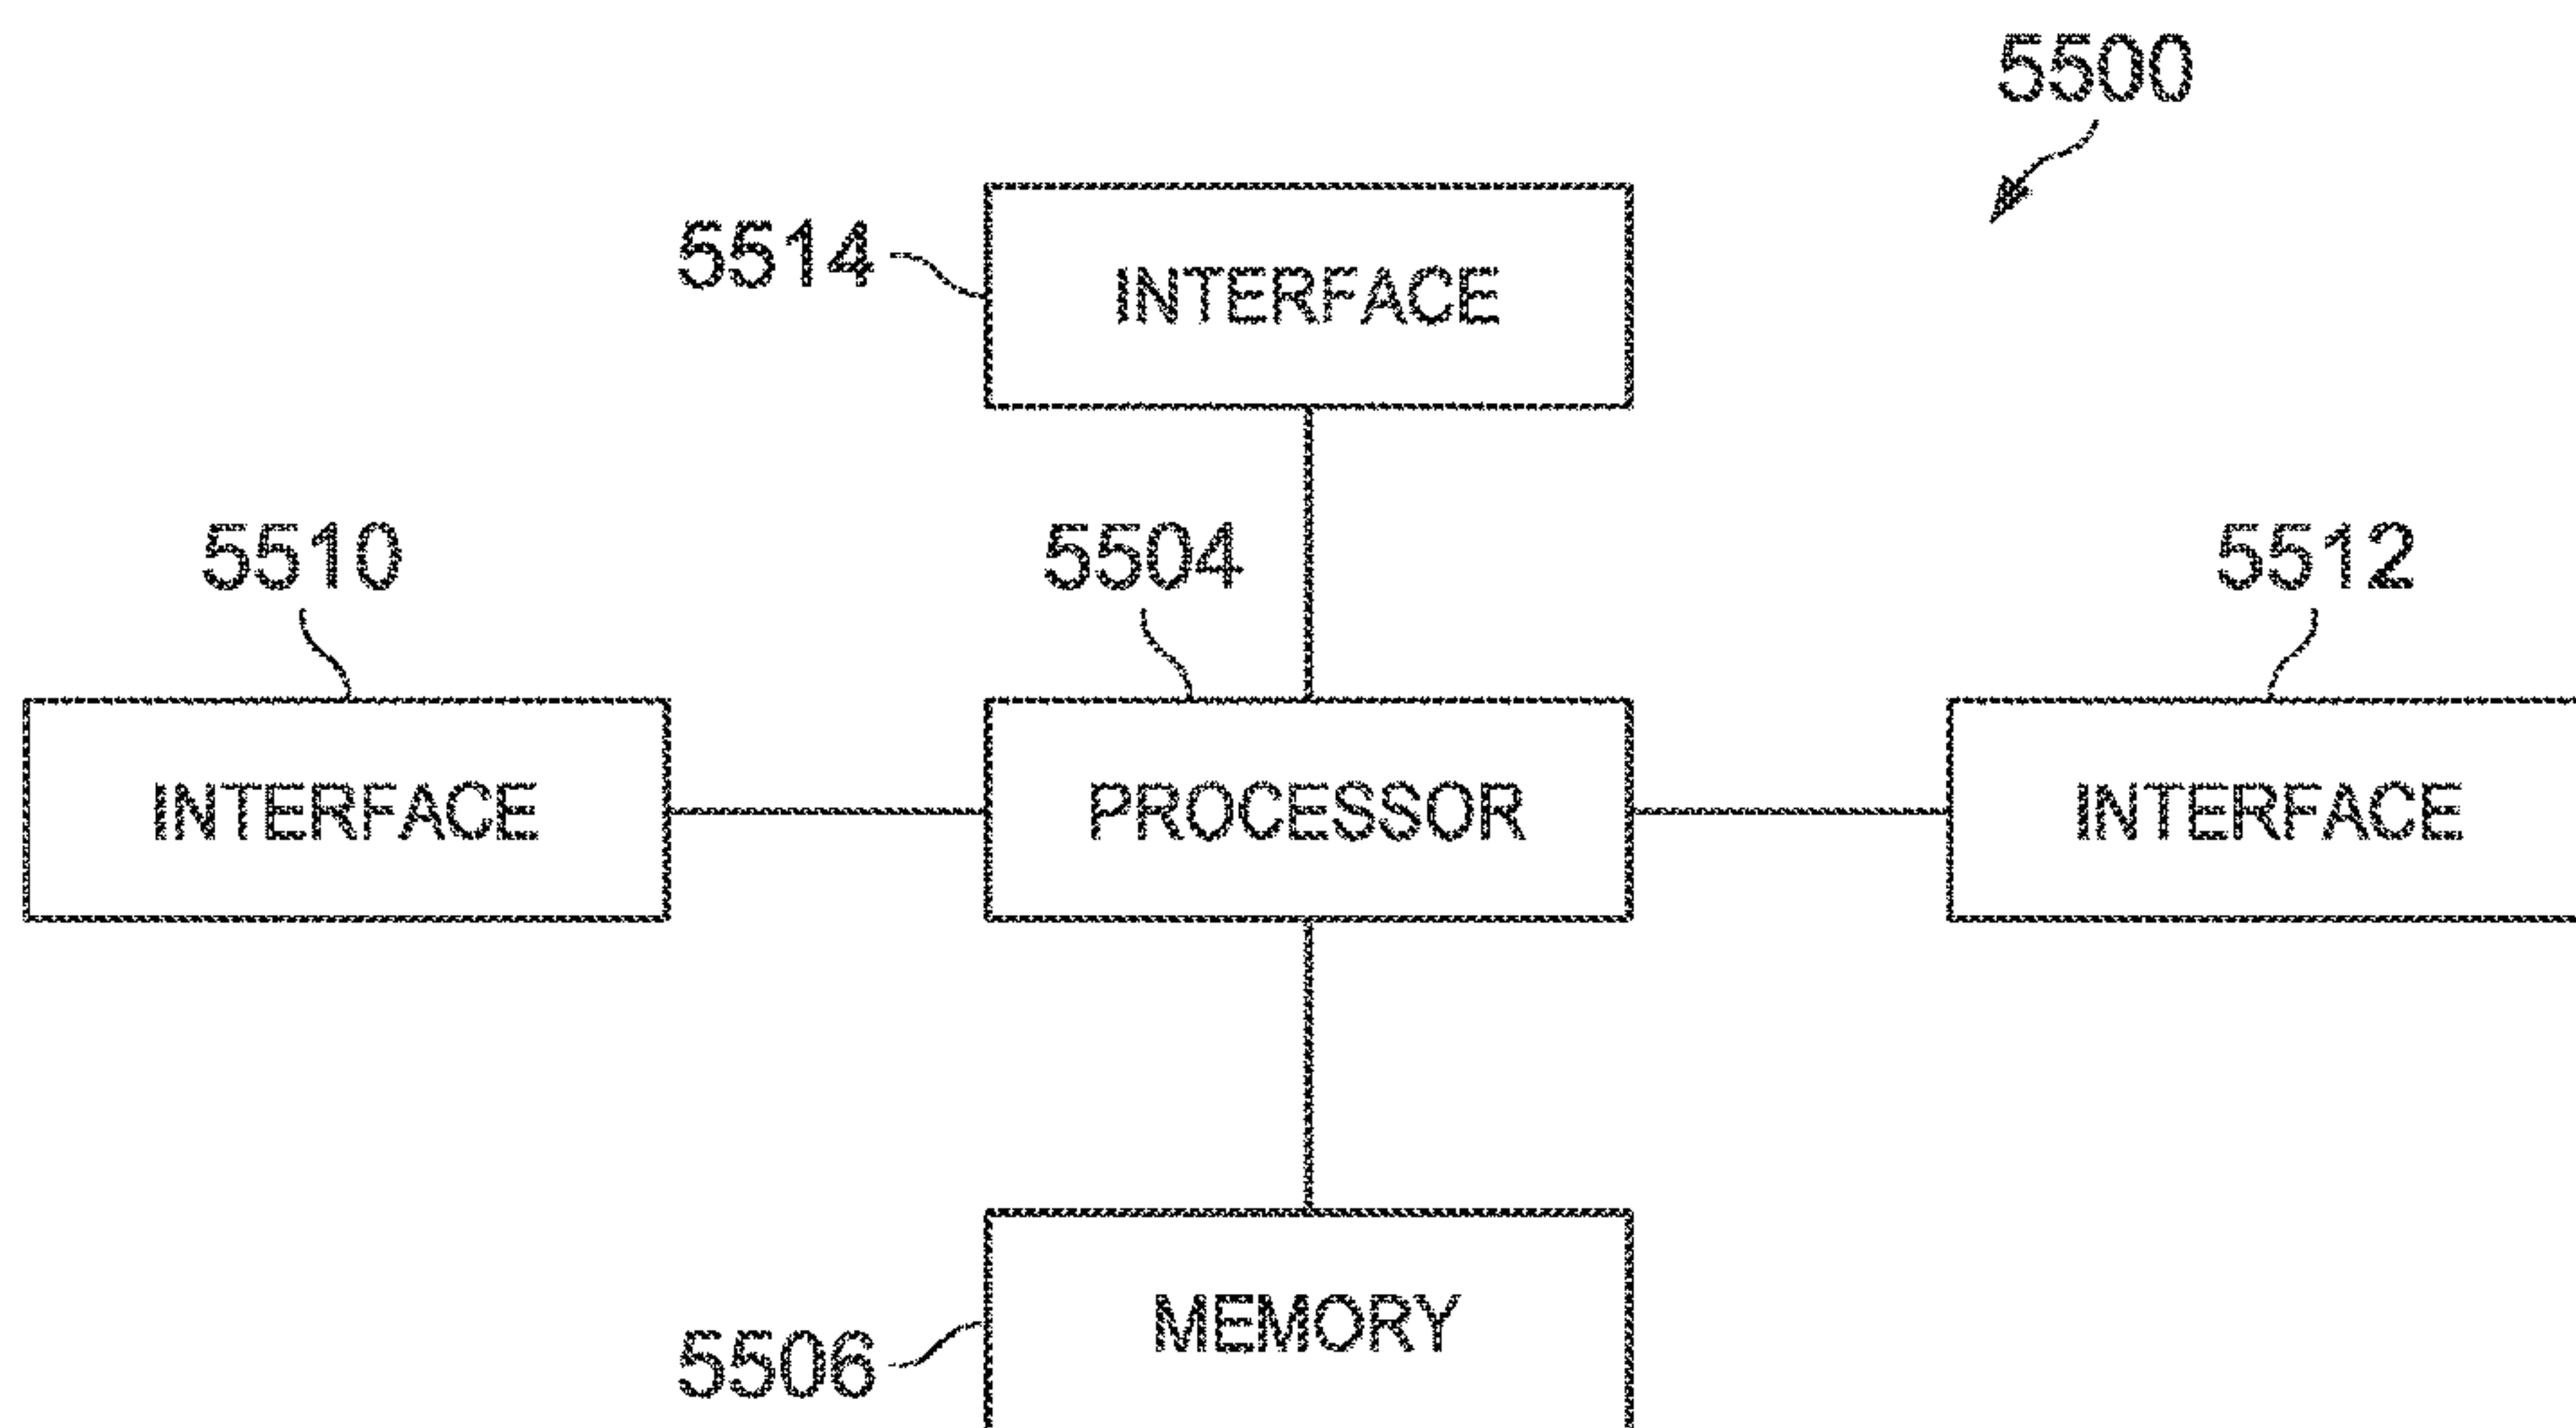 5500
5514
INTERFACE
5510
5504
5512
INTERFACE
PROCESSOR
INTERFACE
MEMORY
5506